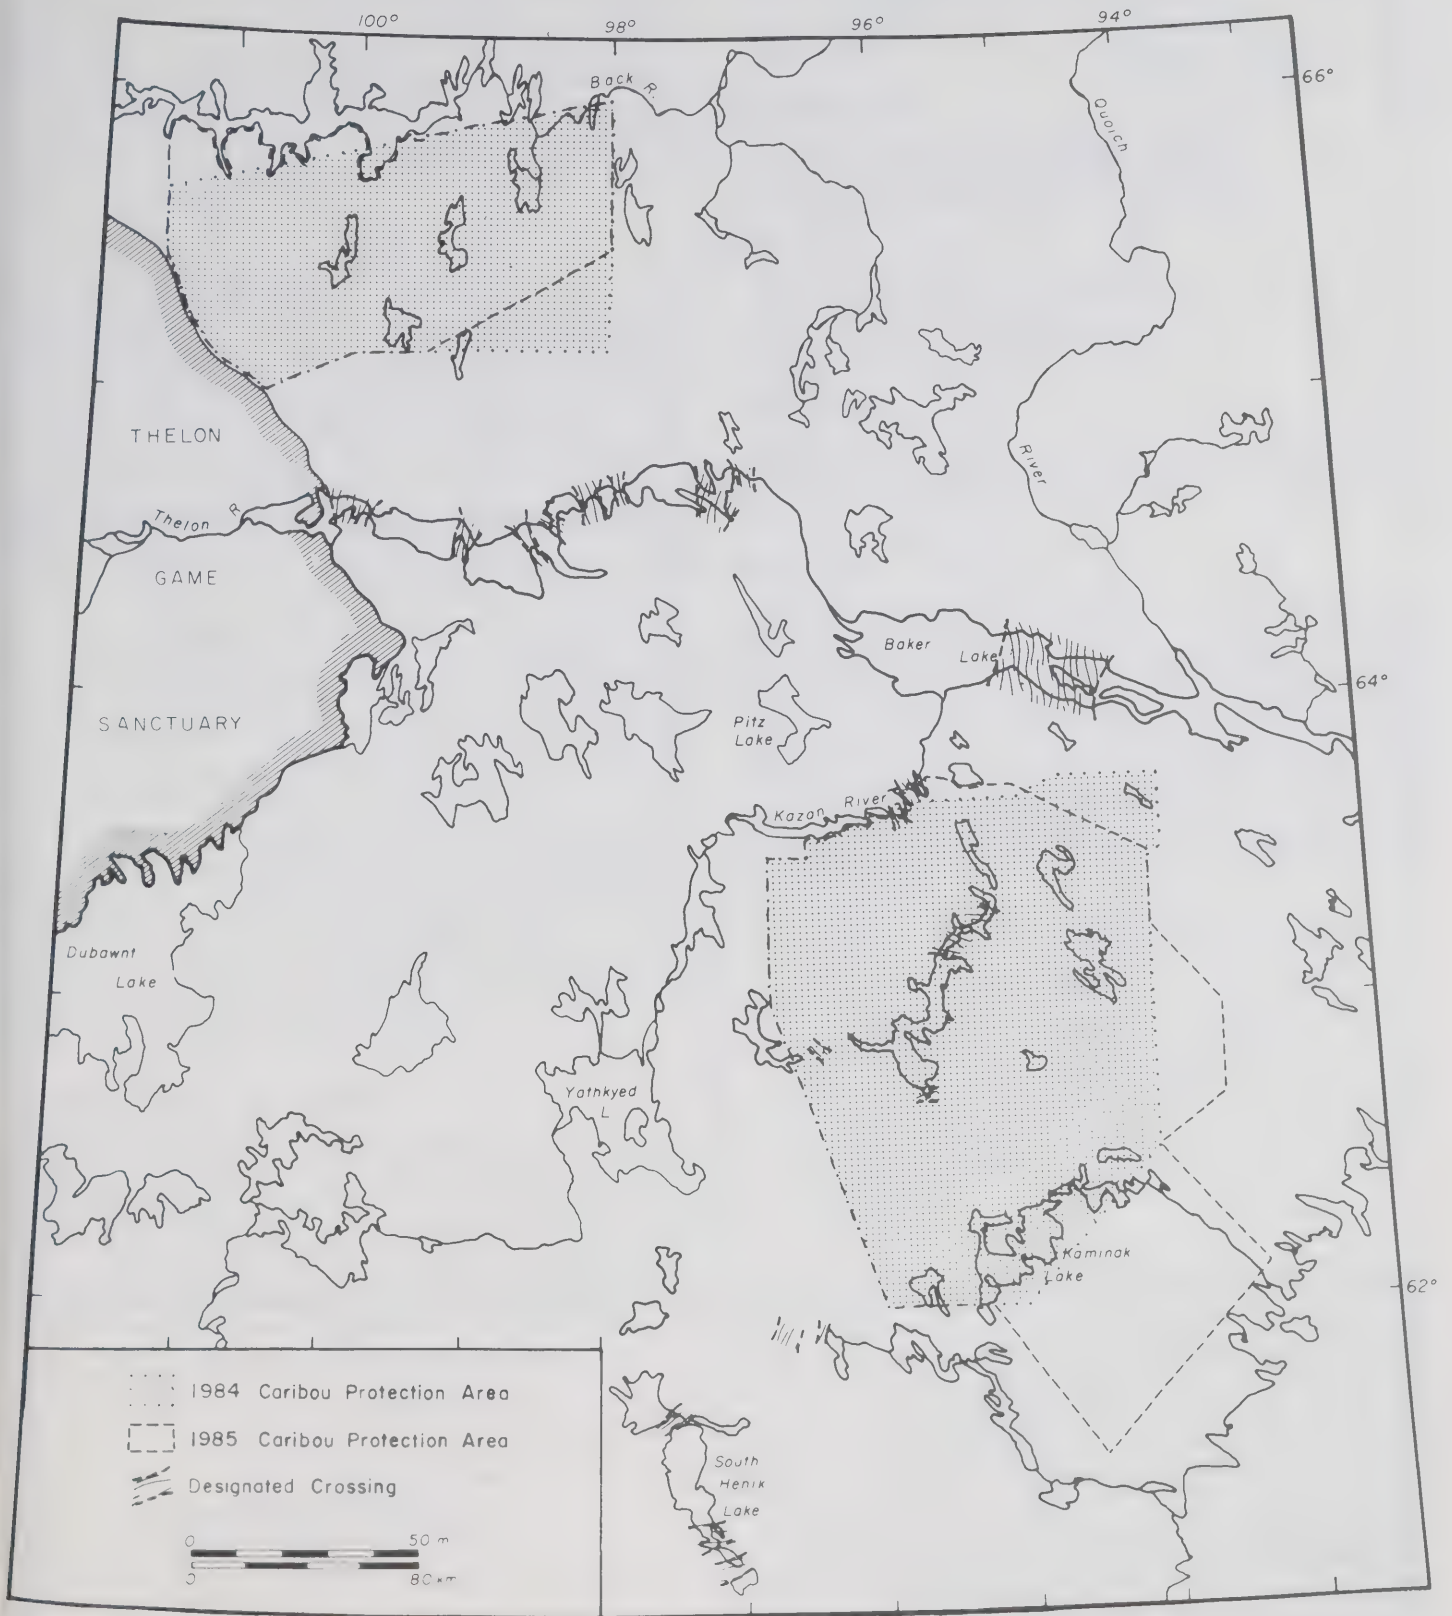 100°
98°
96°
94°
66°
Back R.
Quoich
River
THELON
Thelon R.
GAME
SANCTUARY
Baker Lake
64°
Pitz
Lake
Kazan River
Dubawnt
Lake
Yathkyed
L
Kaminak
Lake
62°
1984 Caribou Protection Area
1985 Caribou Protection Area
Designated Crossing
0 50 m
0 80 km
South
Henik
Lake